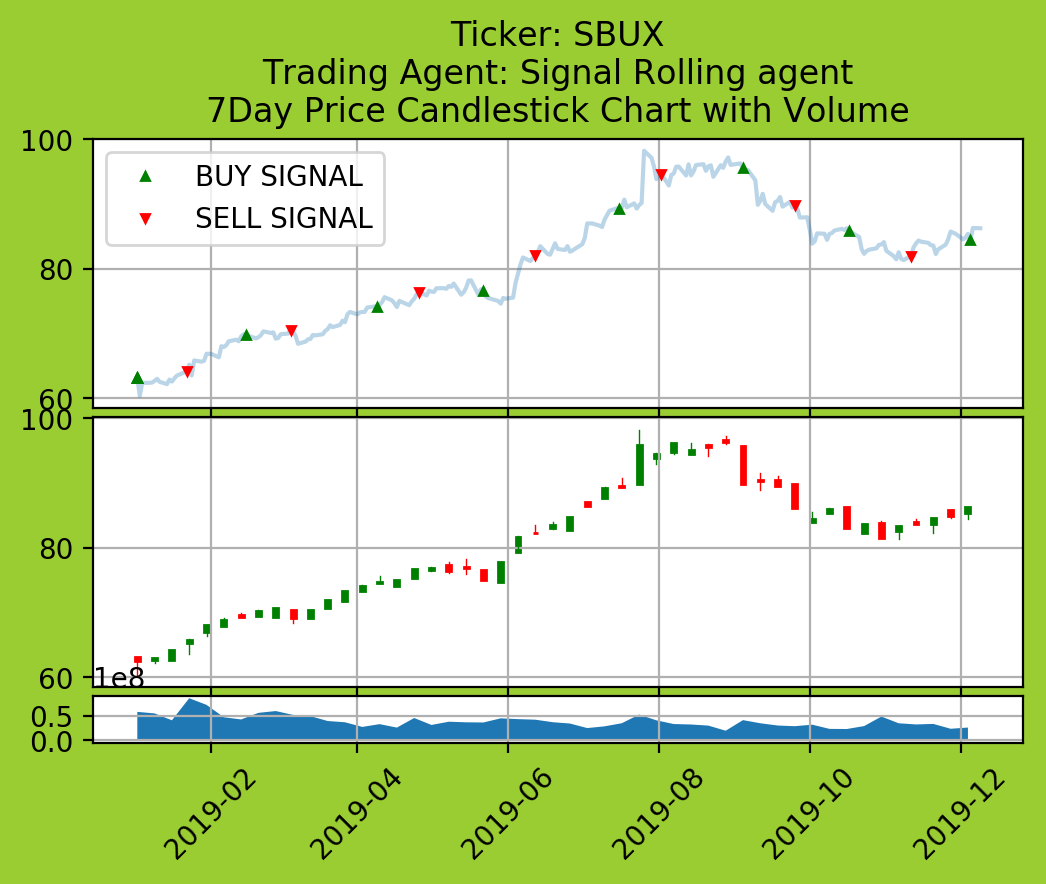 Ticker: SBUX
Trading Agent: Signal Rolling agent
7Day Price Candlestick Chart with Volume
100
BUY SIGNAL
SELL SIGNAL
80
60
100
80
60
1e8
0.5
0.0
2019-02
2019-04
2019-06
2019-08
2019-10
2019-12